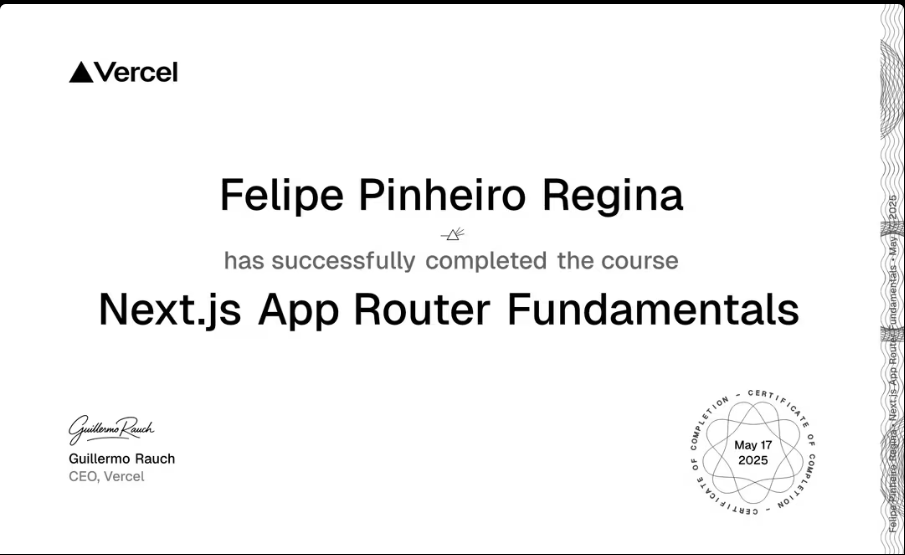 Vercel
Felipe Pinheiro Regina
has successfully completed the course
Next.js App Router Fundamentals
Guillermo Rauch
Guillermo Rauch
CEO, Vercel
CERTIFICATE OF COMPLETION – CERTIFICATE OF COMPLETION –
May 17
2025
Felipe Pinheiro Regina • Next.js App Router Fundamentals • May 17 2025